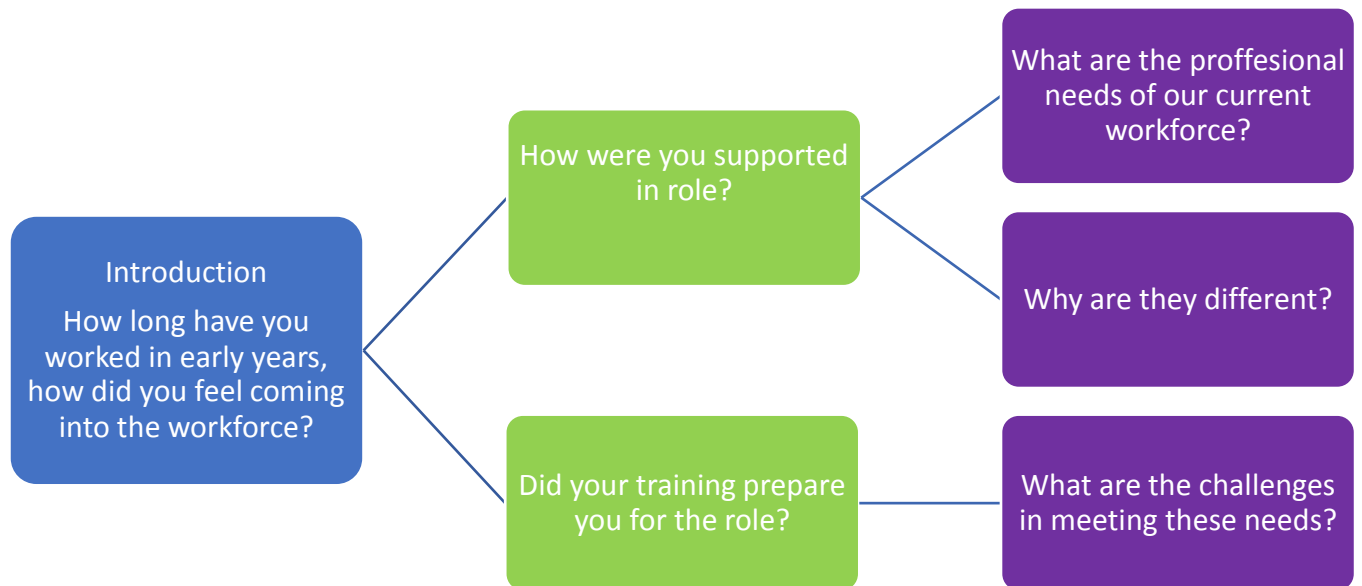 Introduction
How long have you
worked in early years,
how did you feel coming
into the workforce?
How were you supported
in role?
Did your training prepare
you for the role?
What are the proffesional
needs of our current
workforce?
Why are they different?
What are the challenges
in meeting these needs?